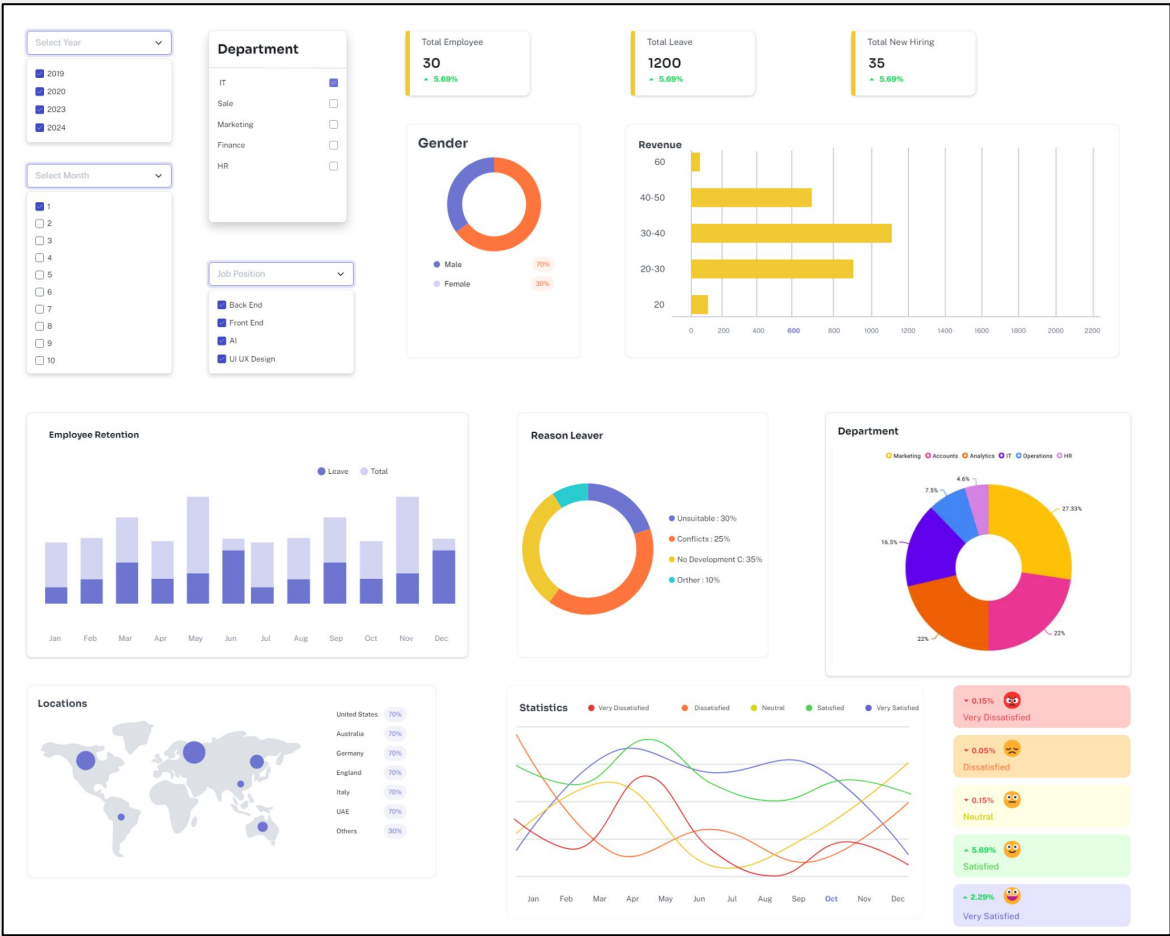 Select Year
2019
2020
2023
2024
Select Month
1
2
3
4
5
6
7
8
9
10
Department
IT
Sale
Marketing
Finance
HR
Job Position
Back End
Front End
AI
UI UX Design
Total Employee
30
5.69%
Total Leave
1200
5.69%
Total New Hiring
35
5.69%
Gender
Male 70%
Female 30%
Revenue
60
40-50
30-40
20-30
20
0 200 400 600 800 1000 1200 1400 1600 1800 2000 2200
Employee Retention
Leave Total
Jan Feb Mar Apr May Jun Jul Aug Sep Oct Nov Dec
Reason Leaver
Unsuitable : 30%
Conflicts : 25%
No Development C: 35%
Orther : 10%
Department
Marketing Accounts Analytics IT Operations HR
4.6%
7.5%
27.33%
16.5%
22%
22%
Locations
United States 70%
Australia 70%
Germany 70%
England 70%
Italy 70%
UAE 70%
Others 30%
Statistics Very Dissatisfied Dissatisfied Neutral Satisfied Very Satisfied
Jan Feb Mar Apr May Jun Jul Aug Sep Oct Nov Dec
0.15%
Very Dissatisfied
0.05%
Dissatisfied
0.15%
Neutral
5.69%
Satisfied
2.29%
Very Satisfied